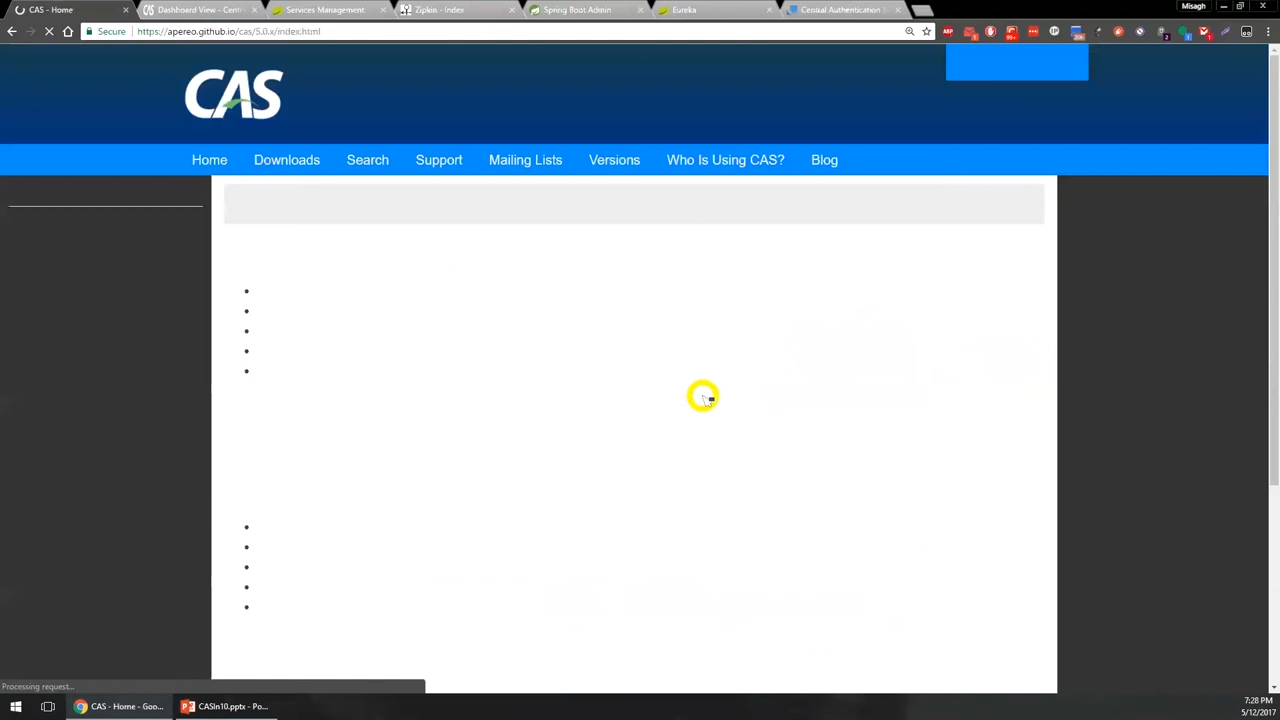 CAS - Home
Dashboard View - Centr
Services Management
Zipkin - Index
Spring Boot Admin
Eureka
Central Authentication
Misagh
Secure
https://apereo.github.io/cas/5.0.x/index.html
CAS
Home
Downloads
Search
Support
Mailing Lists
Versions
Who Is Using CAS?
Blog
Processing request...
CAS - Home - Goo...
CASin10.pptx - Po...
7:28 PM
5/12/2017